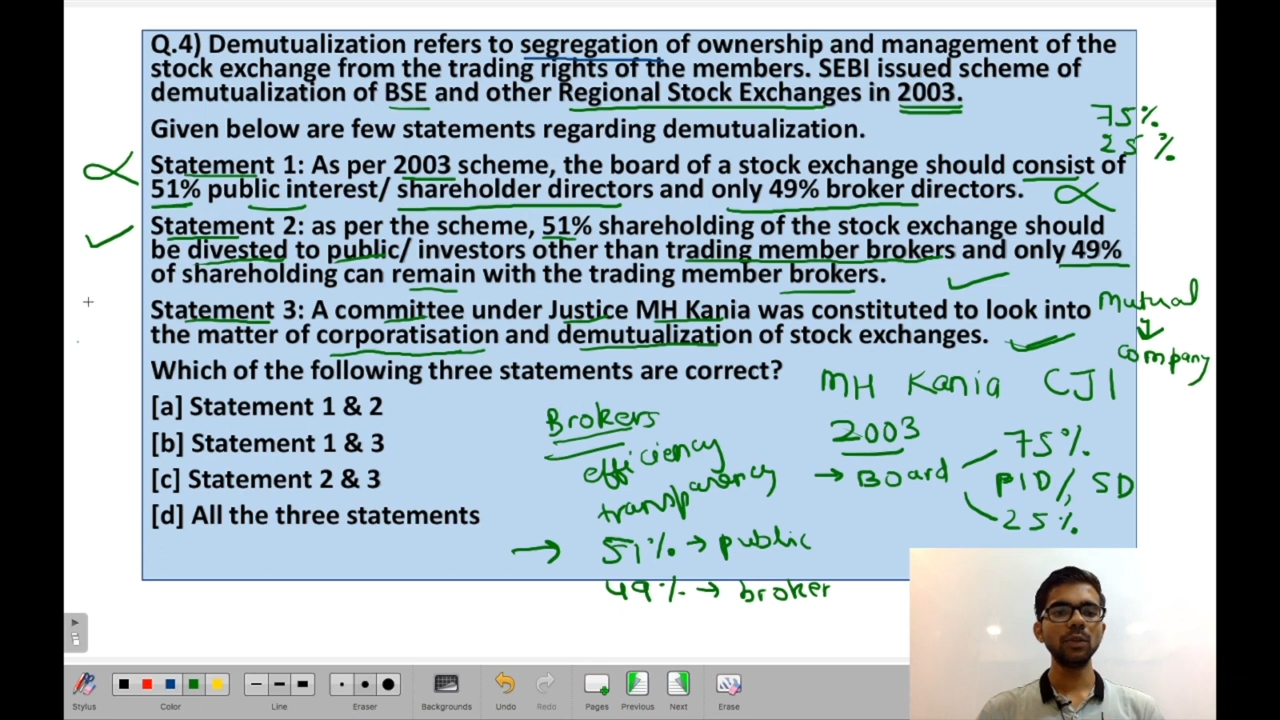 Q.4) Demutualization refers to segregation of ownership and management of the
stock exchange from the trading rights of the members. SEBI issued scheme of
demutualization of BSE and other Regional Stock Exchanges in 2003.
75%
25%
Given below are few statements regarding demutualization.
Statement 1: As per 2003 scheme, the board of a stock exchange should consist of
51% public interest/ shareholder directors and only 49% broker directors.
Statement 2: as per the scheme, 51% shareholding of the stock exchange should
be divested to public/ investors other than trading member brokers and only 49%
of shareholding can remain with the trading member brokers.
Statement 3: A committee under Justice MH Kania was constituted to look into
the matter of corporatisation and demutualization of stock exchanges.
Mutual
company
Which of the following three statements are correct?
[a] Statement 1 & 2
[b] Statement 1 & 3
[c] Statement 2 & 3
[d] All the three statements
Brokers
efficiency
transparency
51% → public
49% → broker
MH Kania CJI
2003
→ Board
75%
PID/ SD
25%
Stylus
Color
Line
Eraser
Backgrounds
Undo
Redo
Pages
Previous
Next
Erase